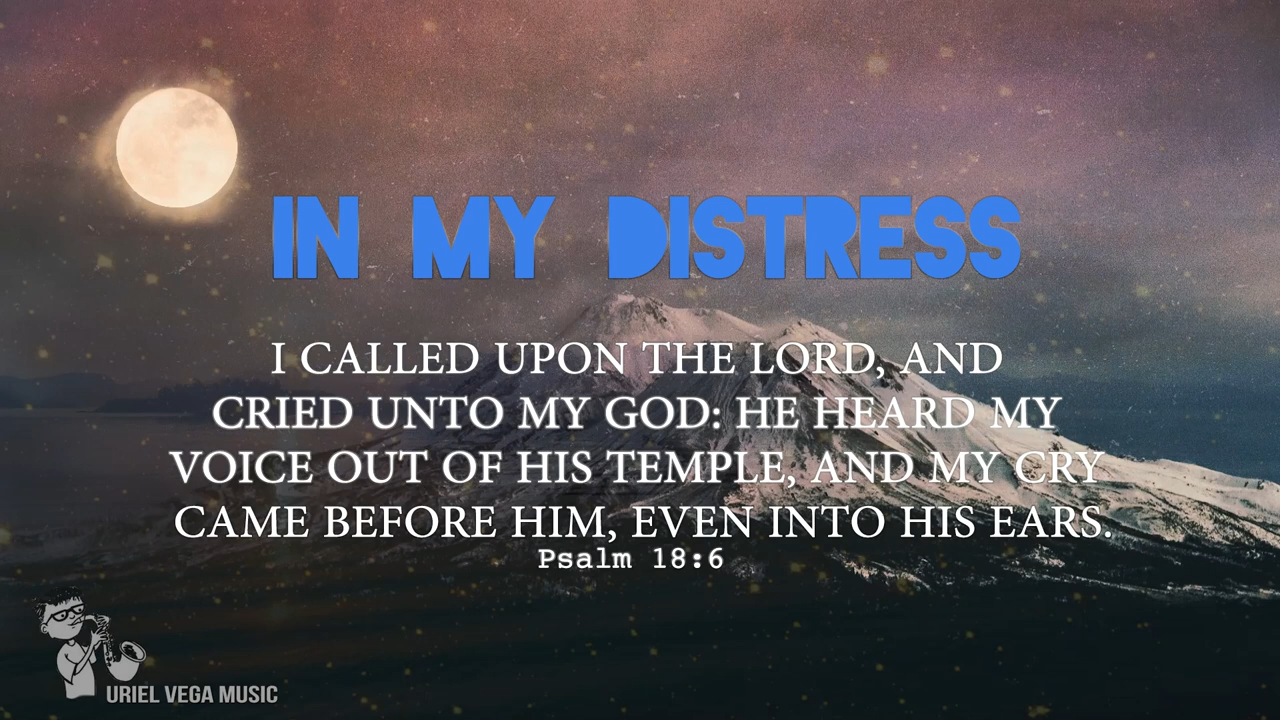 IN MY DISTRESS
I CALLED UPON THE LORD, AND
CRIED UNTO MY GOD: HE HEARD MY
VOICE OUT OF HIS TEMPLE, AND MY CRY
CAME BEFORE HIM, EVEN INTO HIS EARS.
Psalm 18:6
URIEL VEGA MUSIC